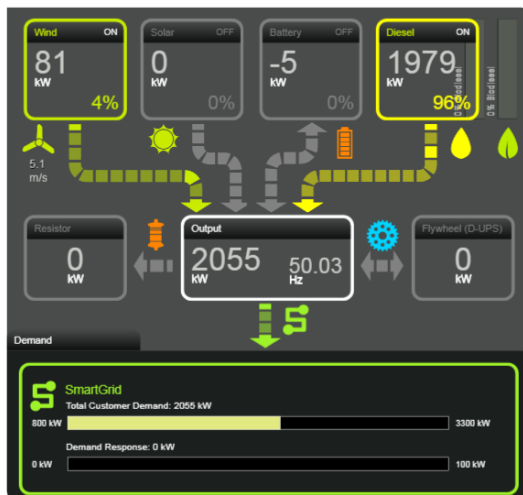 Wind ON
81
kW
4%
Solar OFF
0
kW
0%
Battery OFF
-5
kW
0%
Diesel ON
1979
kW
96%
0 % Biodiesel
0 % Biodiesel
5.1
m/s
Resistor
0
kW
Output
2055
kW
50.03
Hz
Flywheel (D-UPS)
0
kW
Demand
SmartGrid
Total Customer Demand: 2055 kW
800 kW
3300 kW
Demand Response: 0 kW
0 kW
100 kW